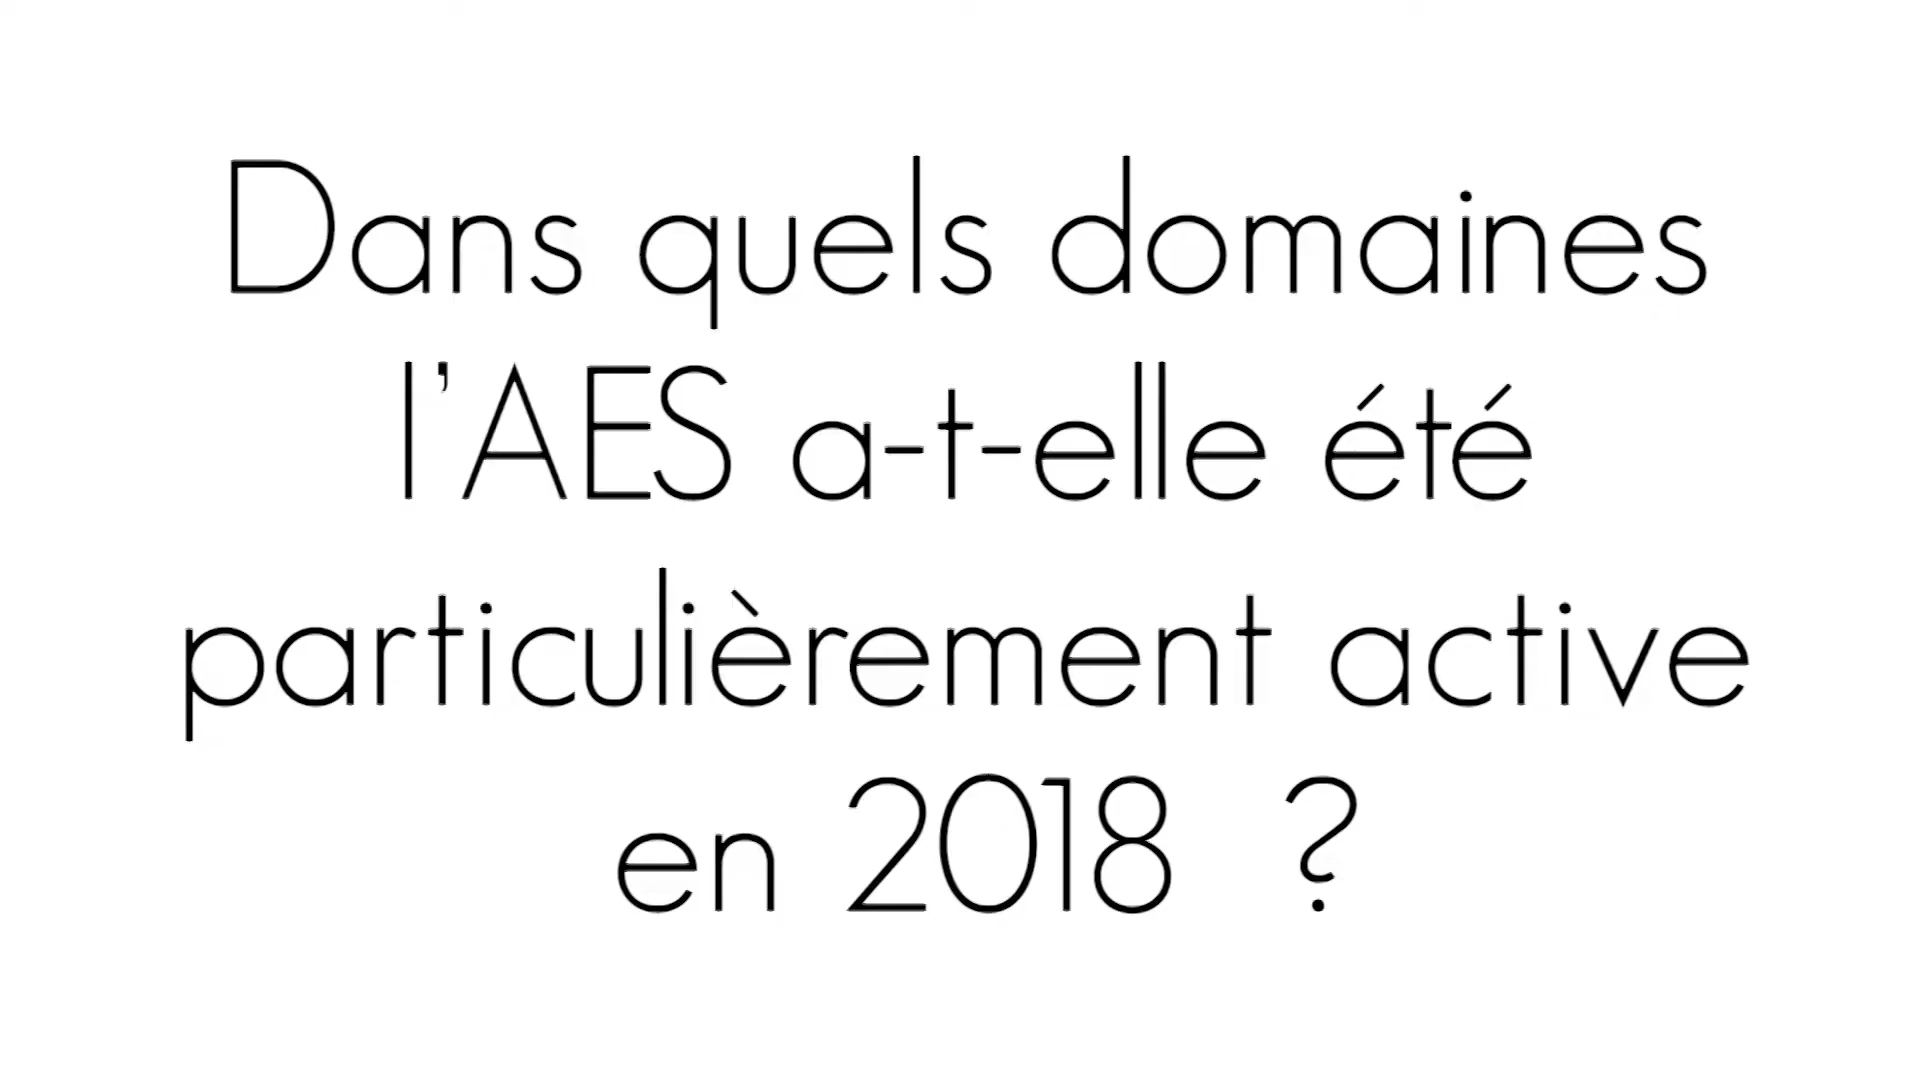 Dans quels domaines
l’AES a-t-elle été
particulièrement active
en 2018  ?